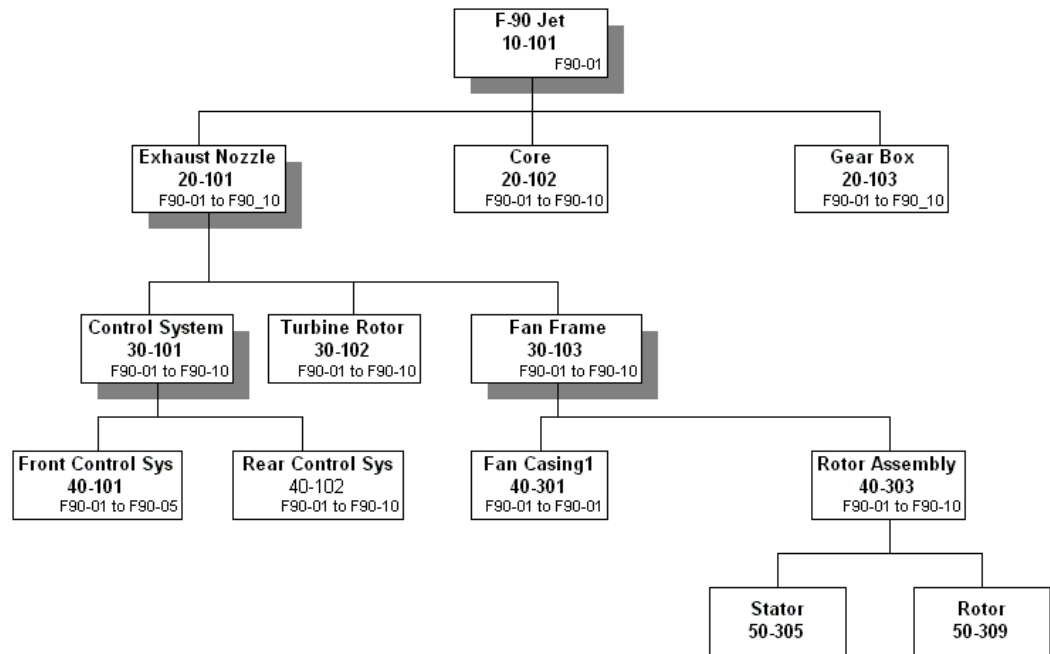 F-90 Jet
10-101
F90-01
Exhaust Nozzle
20-101
F90-01 to F90_10
Core
20-102
F90-01 to F90-10
Gear Box
20-103
F90-01 to F90_10
Control System
30-101
F90-01 to F90-10
Turbine Rotor
30-102
F90-01 to F90-10
Fan Frame
30-103
F90-01 to F90-10
Front Control Sys
40-101
F90-01 to F90-05
Rear Control Sys
40-102
F90-01 to F90-10
Fan Casing1
40-301
F90-01 to F90-01
Rotor Assembly
40-303
F90-01 to F90-10
Stator
50-305
Rotor
50-309